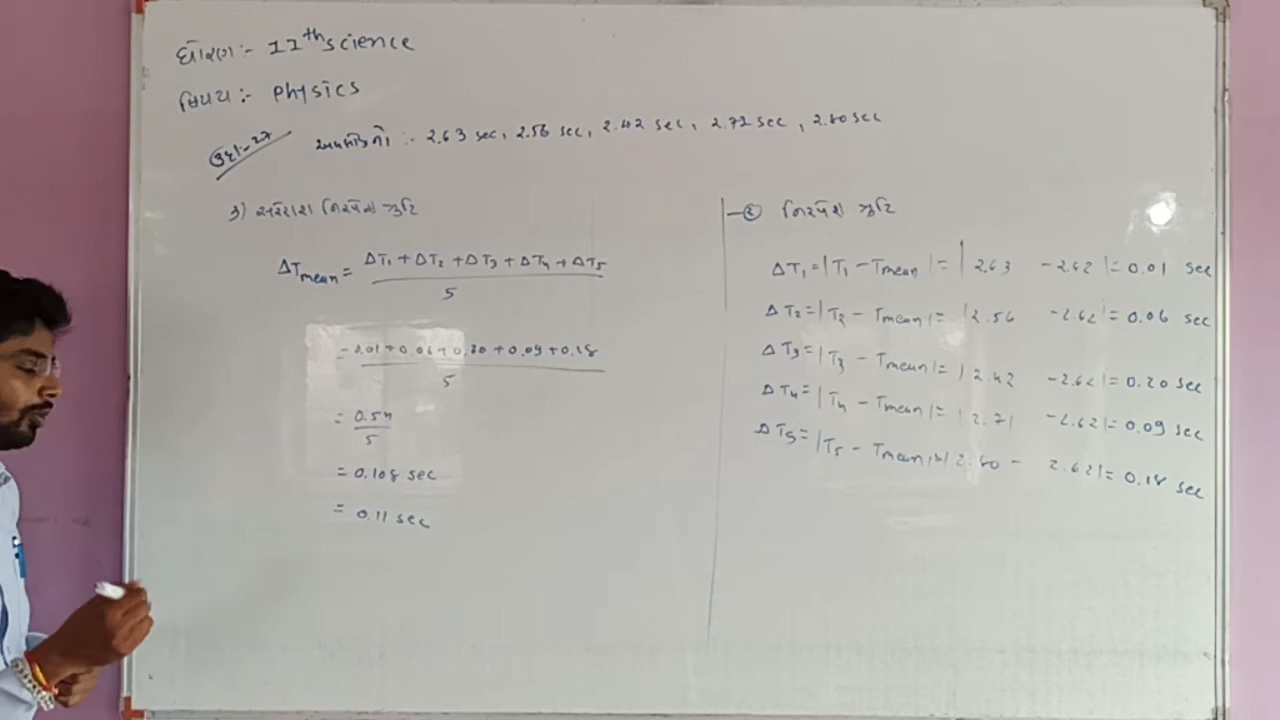 ધોરણ :- 11th science
વિષય :- Physics
ઉદા-27
અવલોકનો :- 2.63 sec, 2.56 sec, 2.42 sec, 2.71 sec, 2.80 sec
૩) સરેરાશ નિરપેક્ષ ત્રુટિ
ΔTmean = ΔT1 + ΔT2 + ΔT3 + ΔT4 + ΔT5
5
= 0.01 + 0.06 + 0.20 + 0.09 + 0.18
5
= 0.54
5
= 0.108 sec
= 0.11 sec
② નિરપેક્ષ ત્રુટિ
ΔT1 = |T1 - Tmean| = |2.63 - 2.62| = 0.01 sec
ΔT2 = |T2 - Tmean| = |2.56 - 2.62| = 0.06 sec
ΔT3 = |T3 - Tmean| = |2.42 - 2.62| = 0.20 sec
ΔT4 = |T4 - Tmean| = |2.71 - 2.62| = 0.09 sec
ΔT5 = |T5 - Tmean| = |2.80 - 2.62| = 0.18 sec